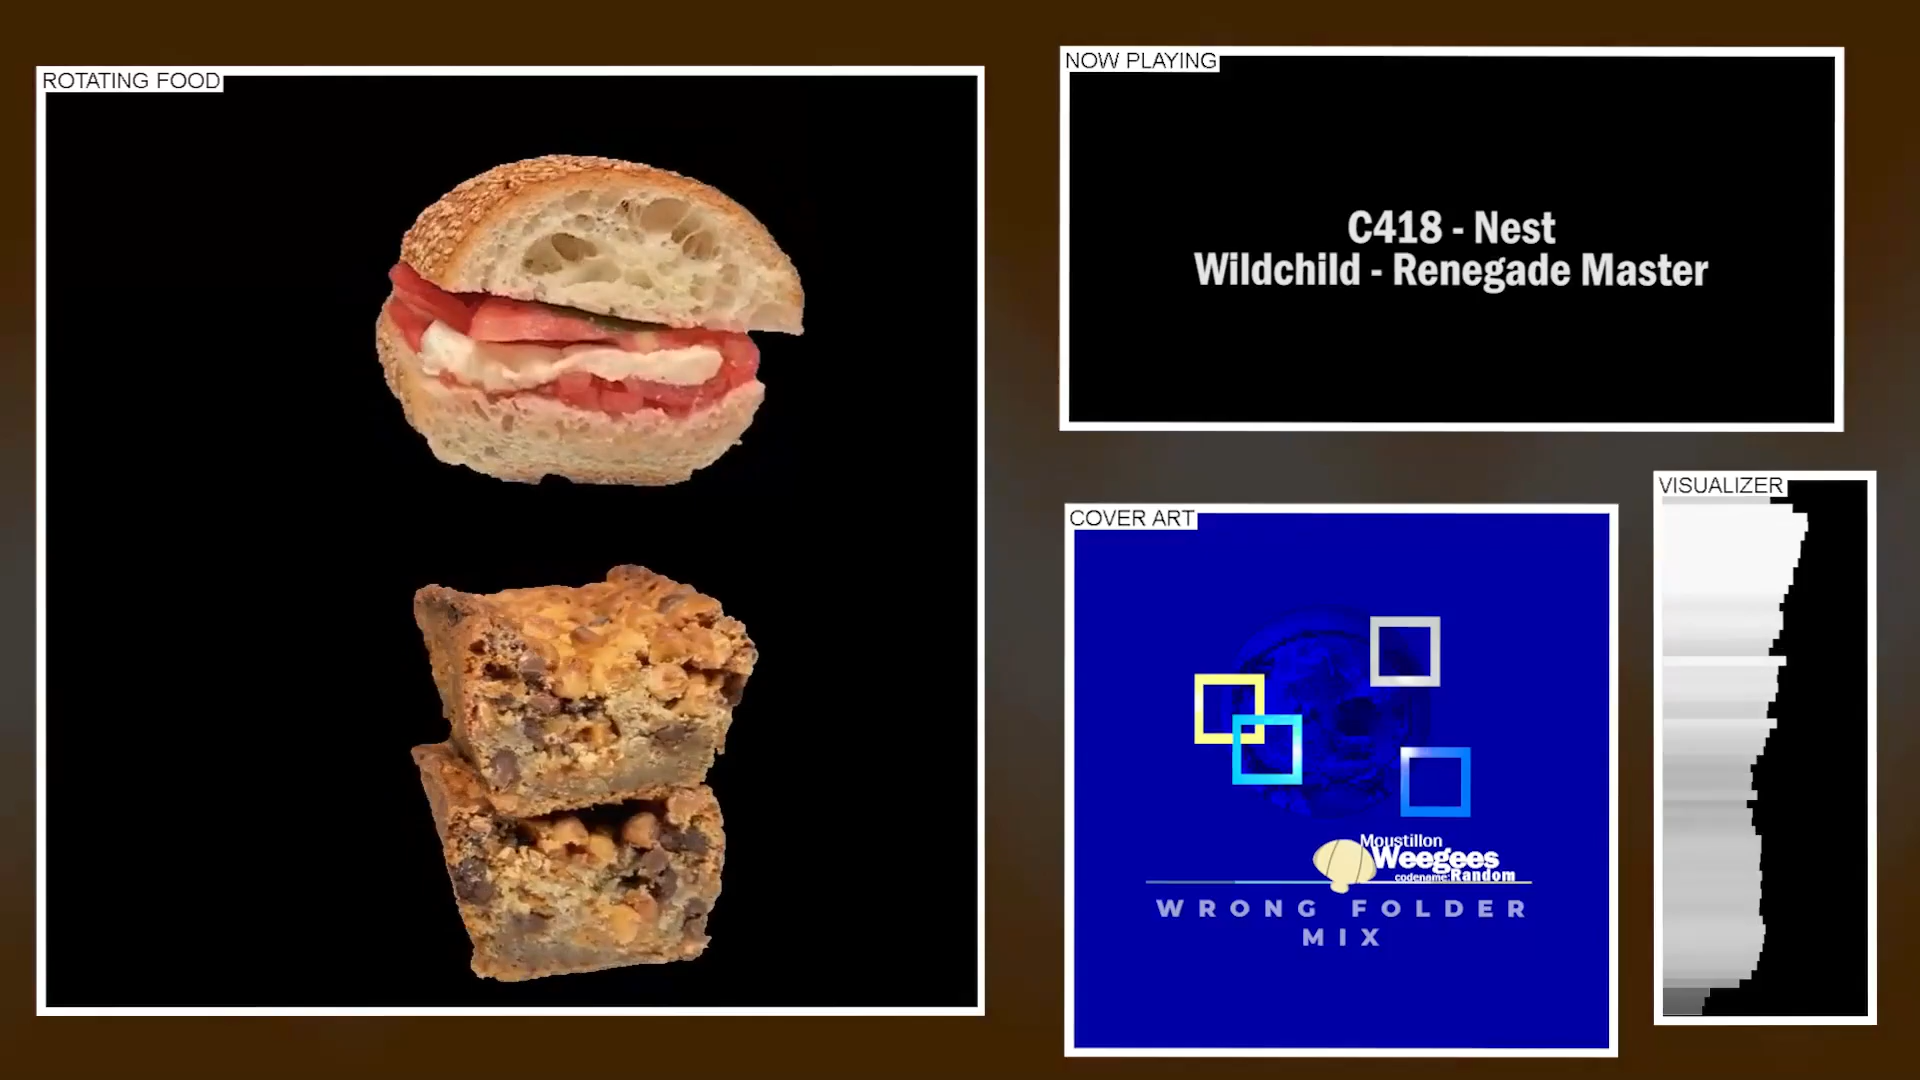 ROTATING FOOD
NOW PLAYING
C418 - Nest
Wildchild - Renegade Master
COVER ART
Moustillon
Weegees
codename:Random
WRONG FOLDER
MIX
VISUALIZER